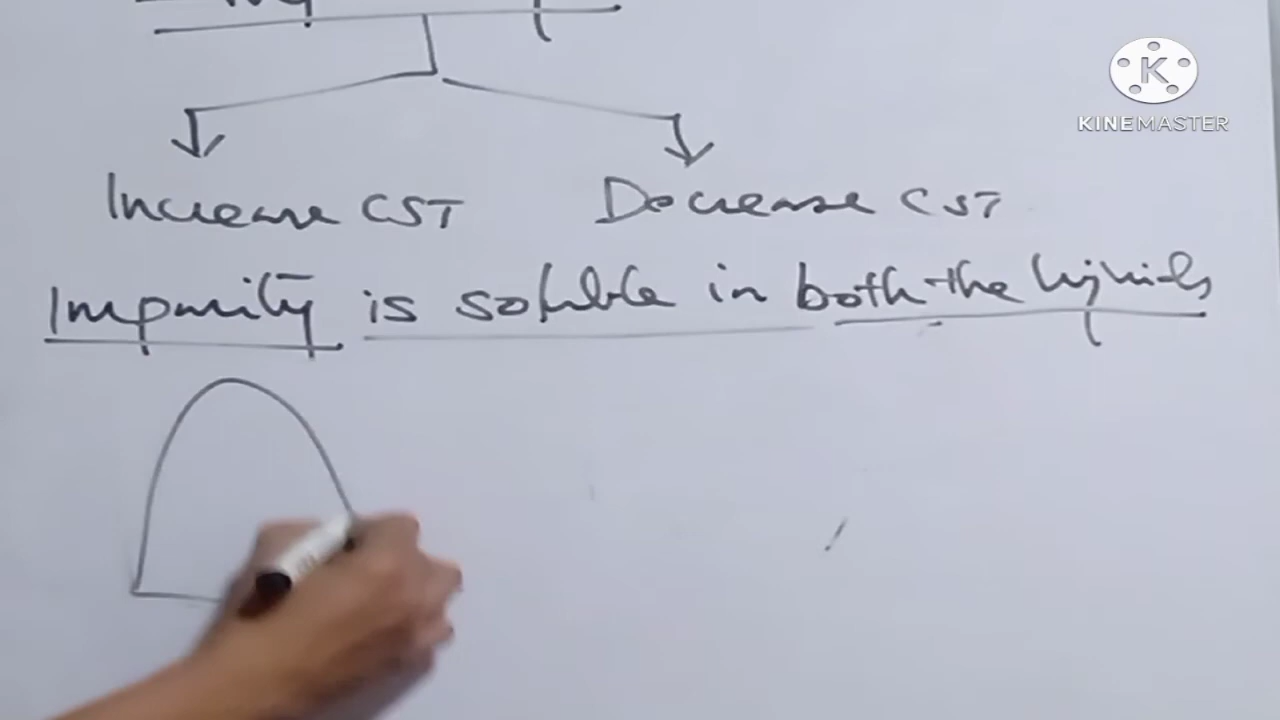 K
KINEMASTER
Increase CST Decrease CST
Impurity is soluble in both the liquids